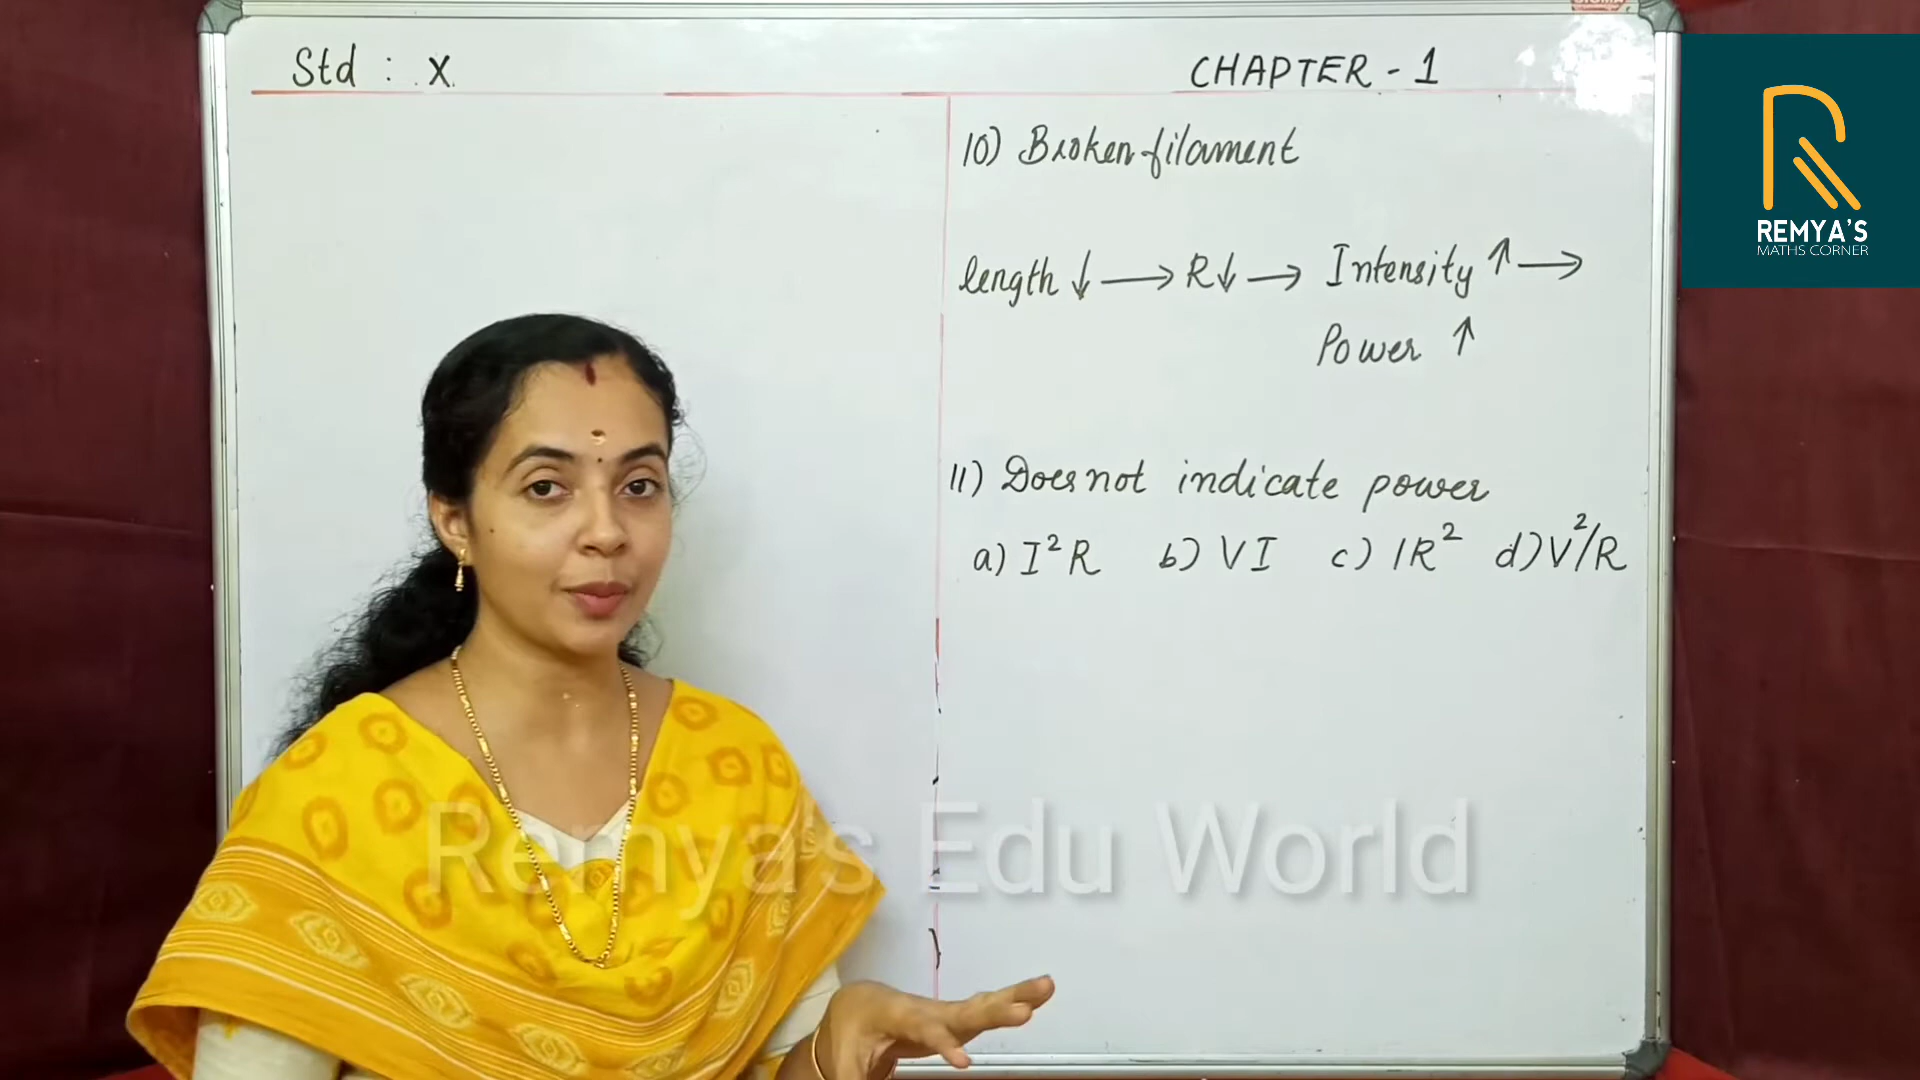 Std : X
CHAPTER - 1
10) Broken filament
length ↓ → R↓ → Intensity ↑ →
Power ↑
11) Does not indicate power
a) I²R b) VI c) IR² d) V²/R
REMYA'S
MATHS CORNER
Remya's Edu World